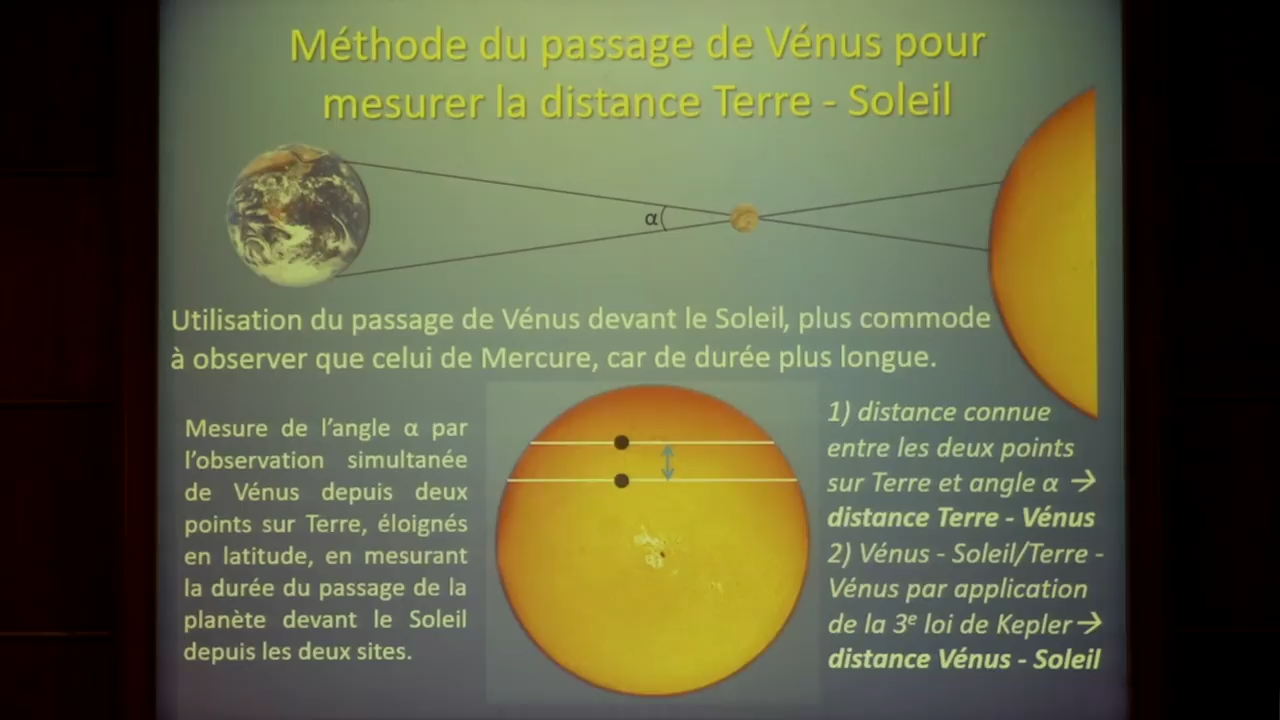 Méthode du passage de Vénus pour
mesurer la distance Terre - Soleil
α
Utilisation du passage de Vénus devant le Soleil, plus commode
à observer que celui de Mercure, car de durée plus longue.
Mesure de l'angle α par
l'observation simultanée
de Vénus depuis deux
points sur Terre, éloignés
en latitude, en mesurant
la durée du passage de la
planète devant le Soleil
depuis les deux sites.
1) distance connue
entre les deux points
sur Terre et angle α →
distance Terre - Vénus
2) Vénus - Soleil/Terre -
Vénus par application
de la 3e loi de Kepler→
distance Vénus - Soleil